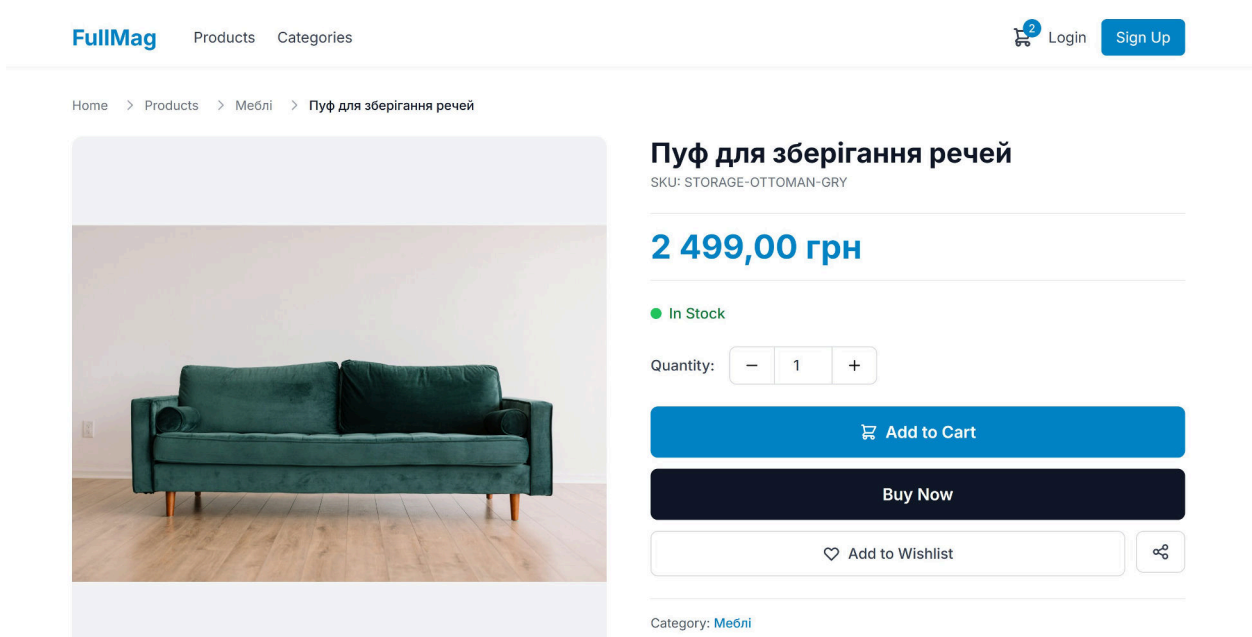 FullMag Products Categories 2 Login Sign Up
Home > Products > Меблі > Пуф для зберігання речей
Пуф для зберігання речей
SKU: STORAGE-OTTOMAN-GRY
2 499,00 грн
In Stock
Quantity: − 1 +
Add to Cart
Buy Now
Add to Wishlist
Category: Меблі